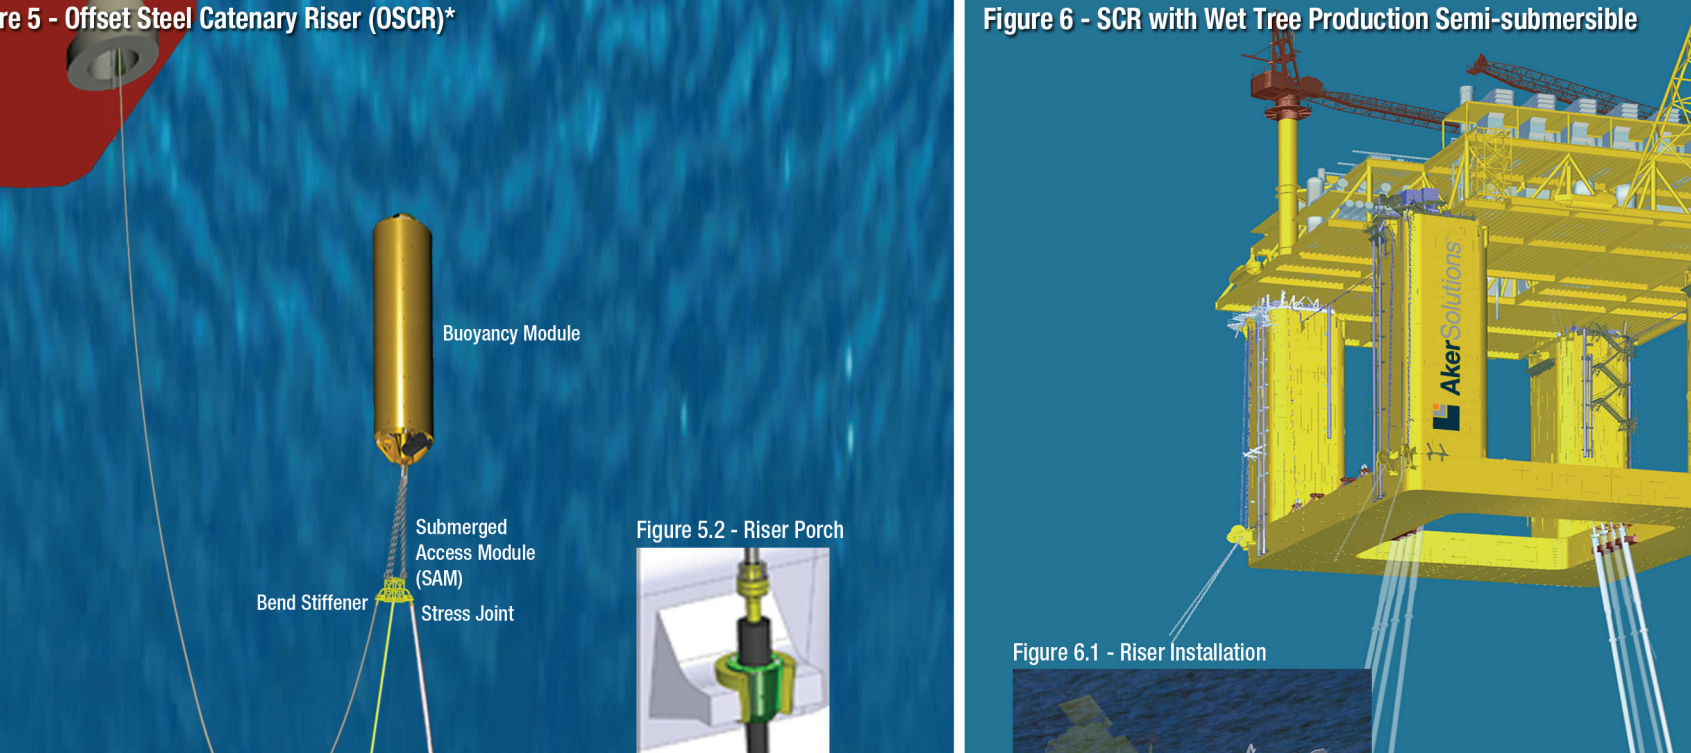 re 5 - Offset Steel Catenary Riser (OSCR)*
Buoyancy Module
Submerged
Access Module
(SAM)
Bend Stiffener
Stress Joint
Figure 5.2 - Riser Porch
Figure 6 - SCR with Wet Tree Production Semi-submersible
AkerSolutions
Figure 6.1 - Riser Installation